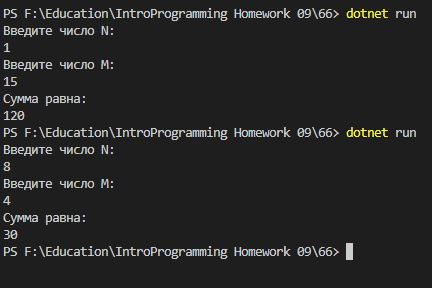 PS F:\Education\IntroProgramming Homework 09\66> dotnet run
Введите число N:
1
Введите число M:
15
Сумма равна:
120
PS F:\Education\IntroProgramming Homework 09\66> dotnet run
Введите число N:
8
Введите число M:
4
Сумма равна:
30
PS F:\Education\IntroProgramming Homework 09\66>